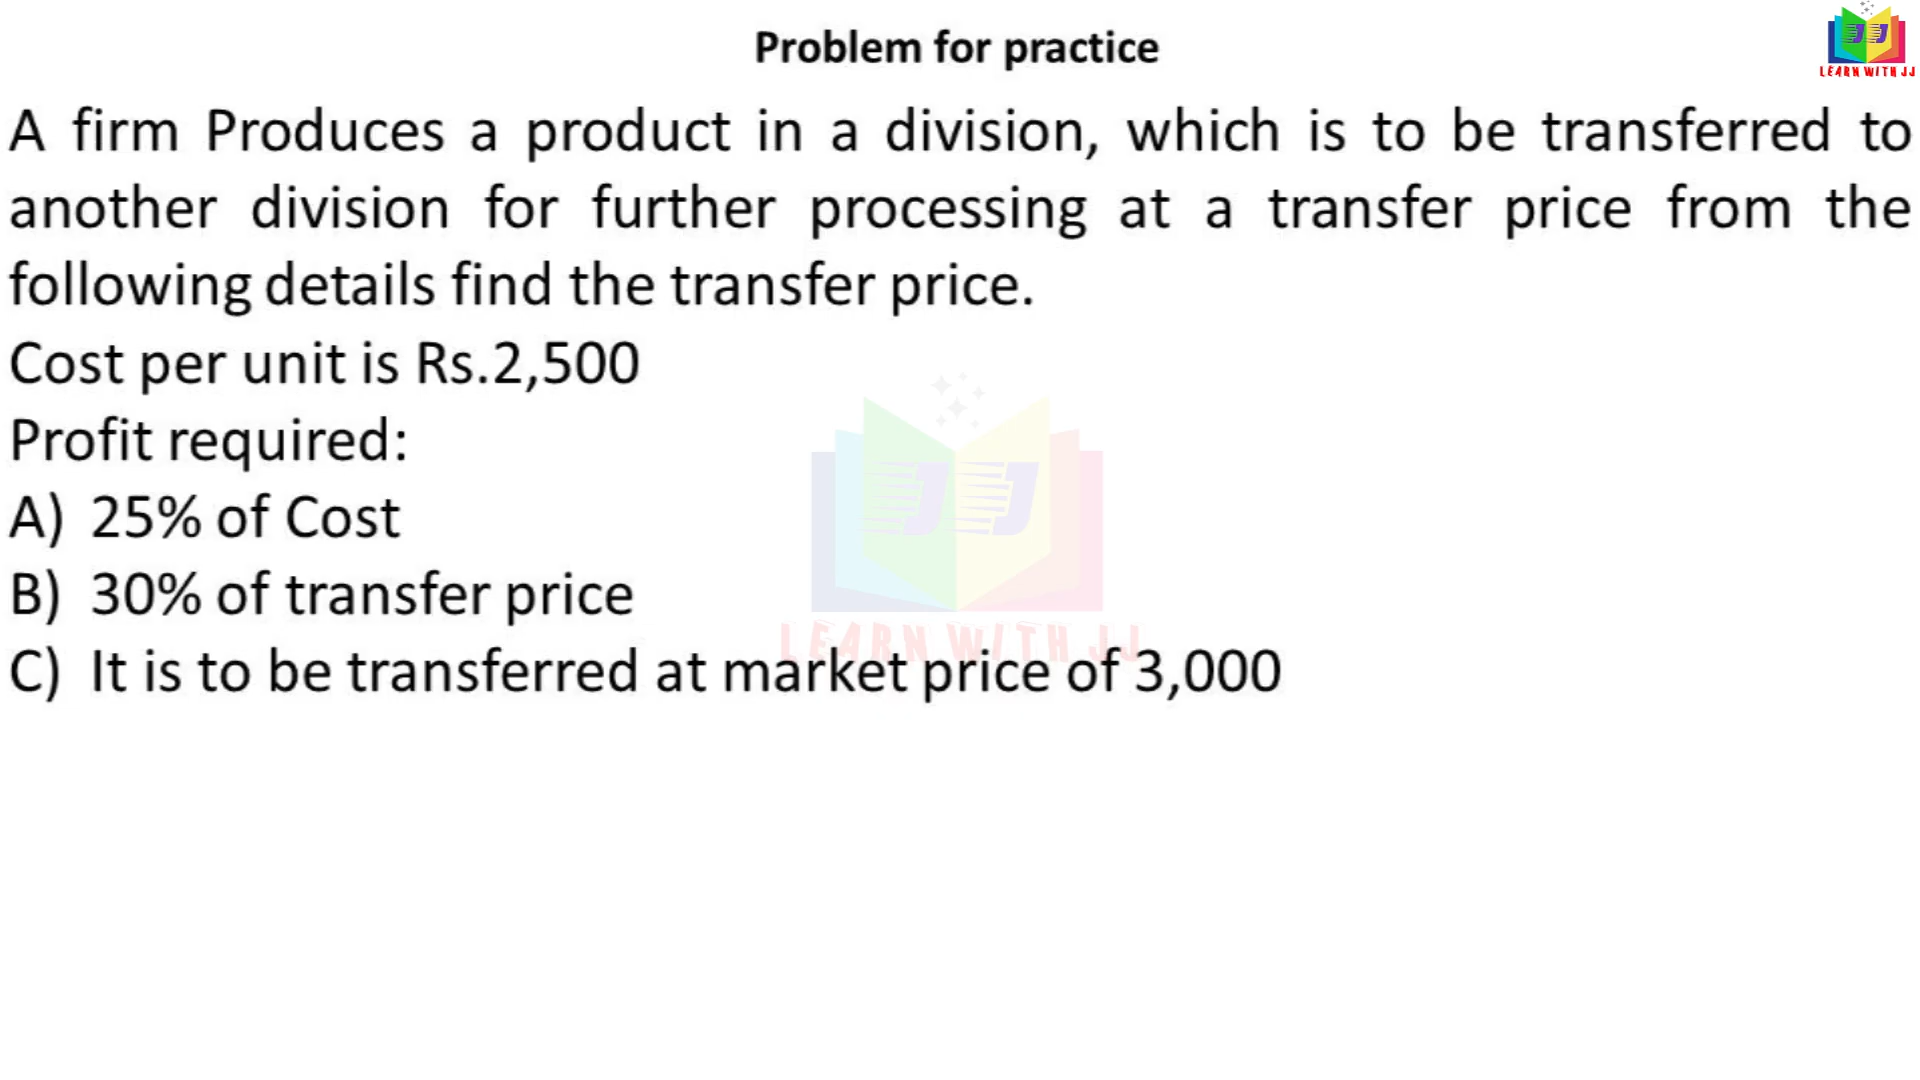 Problem for practice
LEARN WITH JJ
A firm Produces a product in a division, which is to be transferred to
another division for further processing at a transfer price from the
following details find the transfer price.
Cost per unit is Rs.2,500
Profit required:
A) 25% of Cost
B) 30% of transfer price
JJ
LEARN WITH JJ
C) It is to be transferred at market price of 3,000